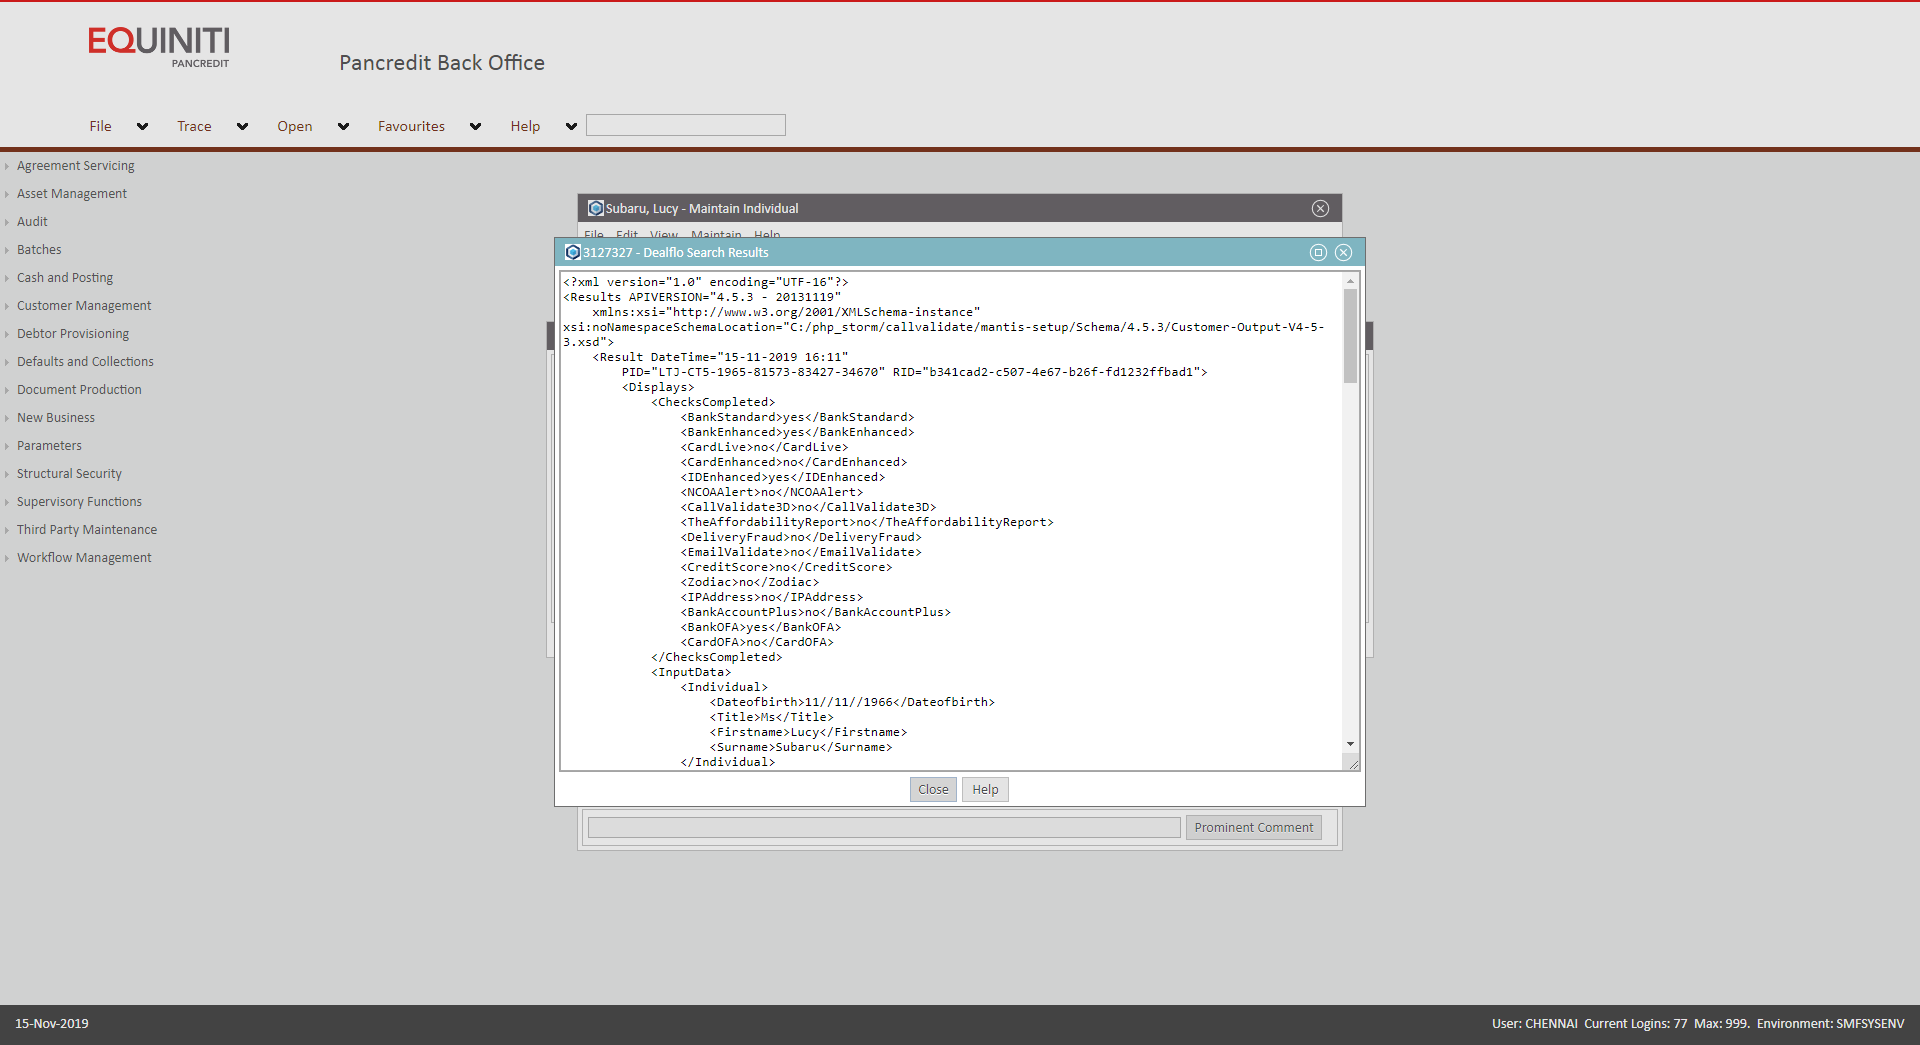 EQUINITI
PANCREDIT
Pancredit Back Office
File Trace Open Favourites Help
Agreement Servicing
Asset Management
Audit
Batches
Cash and Posting
Customer Management
Debtor Provisioning
Defaults and Collections
Document Production
New Business
Parameters
Structural Security
Supervisory Functions
Third Party Maintenance
Workflow Management
Subaru, Lucy - Maintain Individual
File Edit View Maintain Help
3127327 - Dealflo Search Results
<?xml version="1.0" encoding="UTF-16"?>
<Results APIVERSION="4.5.3 - 20131119"
xmlns:xsi="http://www.w3.org/2001/XMLSchema-instance"
xsi:noNamespaceSchemaLocation="C:/php_storm/callvalidate/mantis-setup/Schema/4.5.3/Customer-Output-V4-5-
3.xsd">
<Result DateTime="15-11-2019 16:11"
PID="LTJ-CT5-1965-81573-83427-34670" RID="b341cad2-c507-4e67-b26f-fd1232ffbad1">
<Displays>
<ChecksCompleted>
<BankStandard>yes</BankStandard>
<BankEnhanced>yes</BankEnhanced>
<CardLive>no</CardLive>
<CardEnhanced>no</CardEnhanced>
<IDEnhanced>yes</IDEnhanced>
<NCOAAlert>no</NCOAAlert>
<CallValidate3D>no</CallValidate3D>
<TheAffordabilityReport>no</TheAffordabilityReport>
<DeliveryFraud>no</DeliveryFraud>
<EmailValidate>no</EmailValidate>
<CreditScore>no</CreditScore>
<Zodiac>no</Zodiac>
<IPAddress>no</IPAddress>
<BankAccountPlus>no</BankAccountPlus>
<BankOFA>yes</BankOFA>
<CardOFA>no</CardOFA>
</ChecksCompleted>
<InputData>
<Individual>
<Dateofbirth>11//11//1966</Dateofbirth>
<Title>Ms</Title>
<Firstname>Lucy</Firstname>
<Surname>Subaru</Surname>
</Individual>
Close Help
Prominent Comment
15-Nov-2019
User: CHENNAI Current Logins: 77 Max: 999. Environment: SMFSYSENV